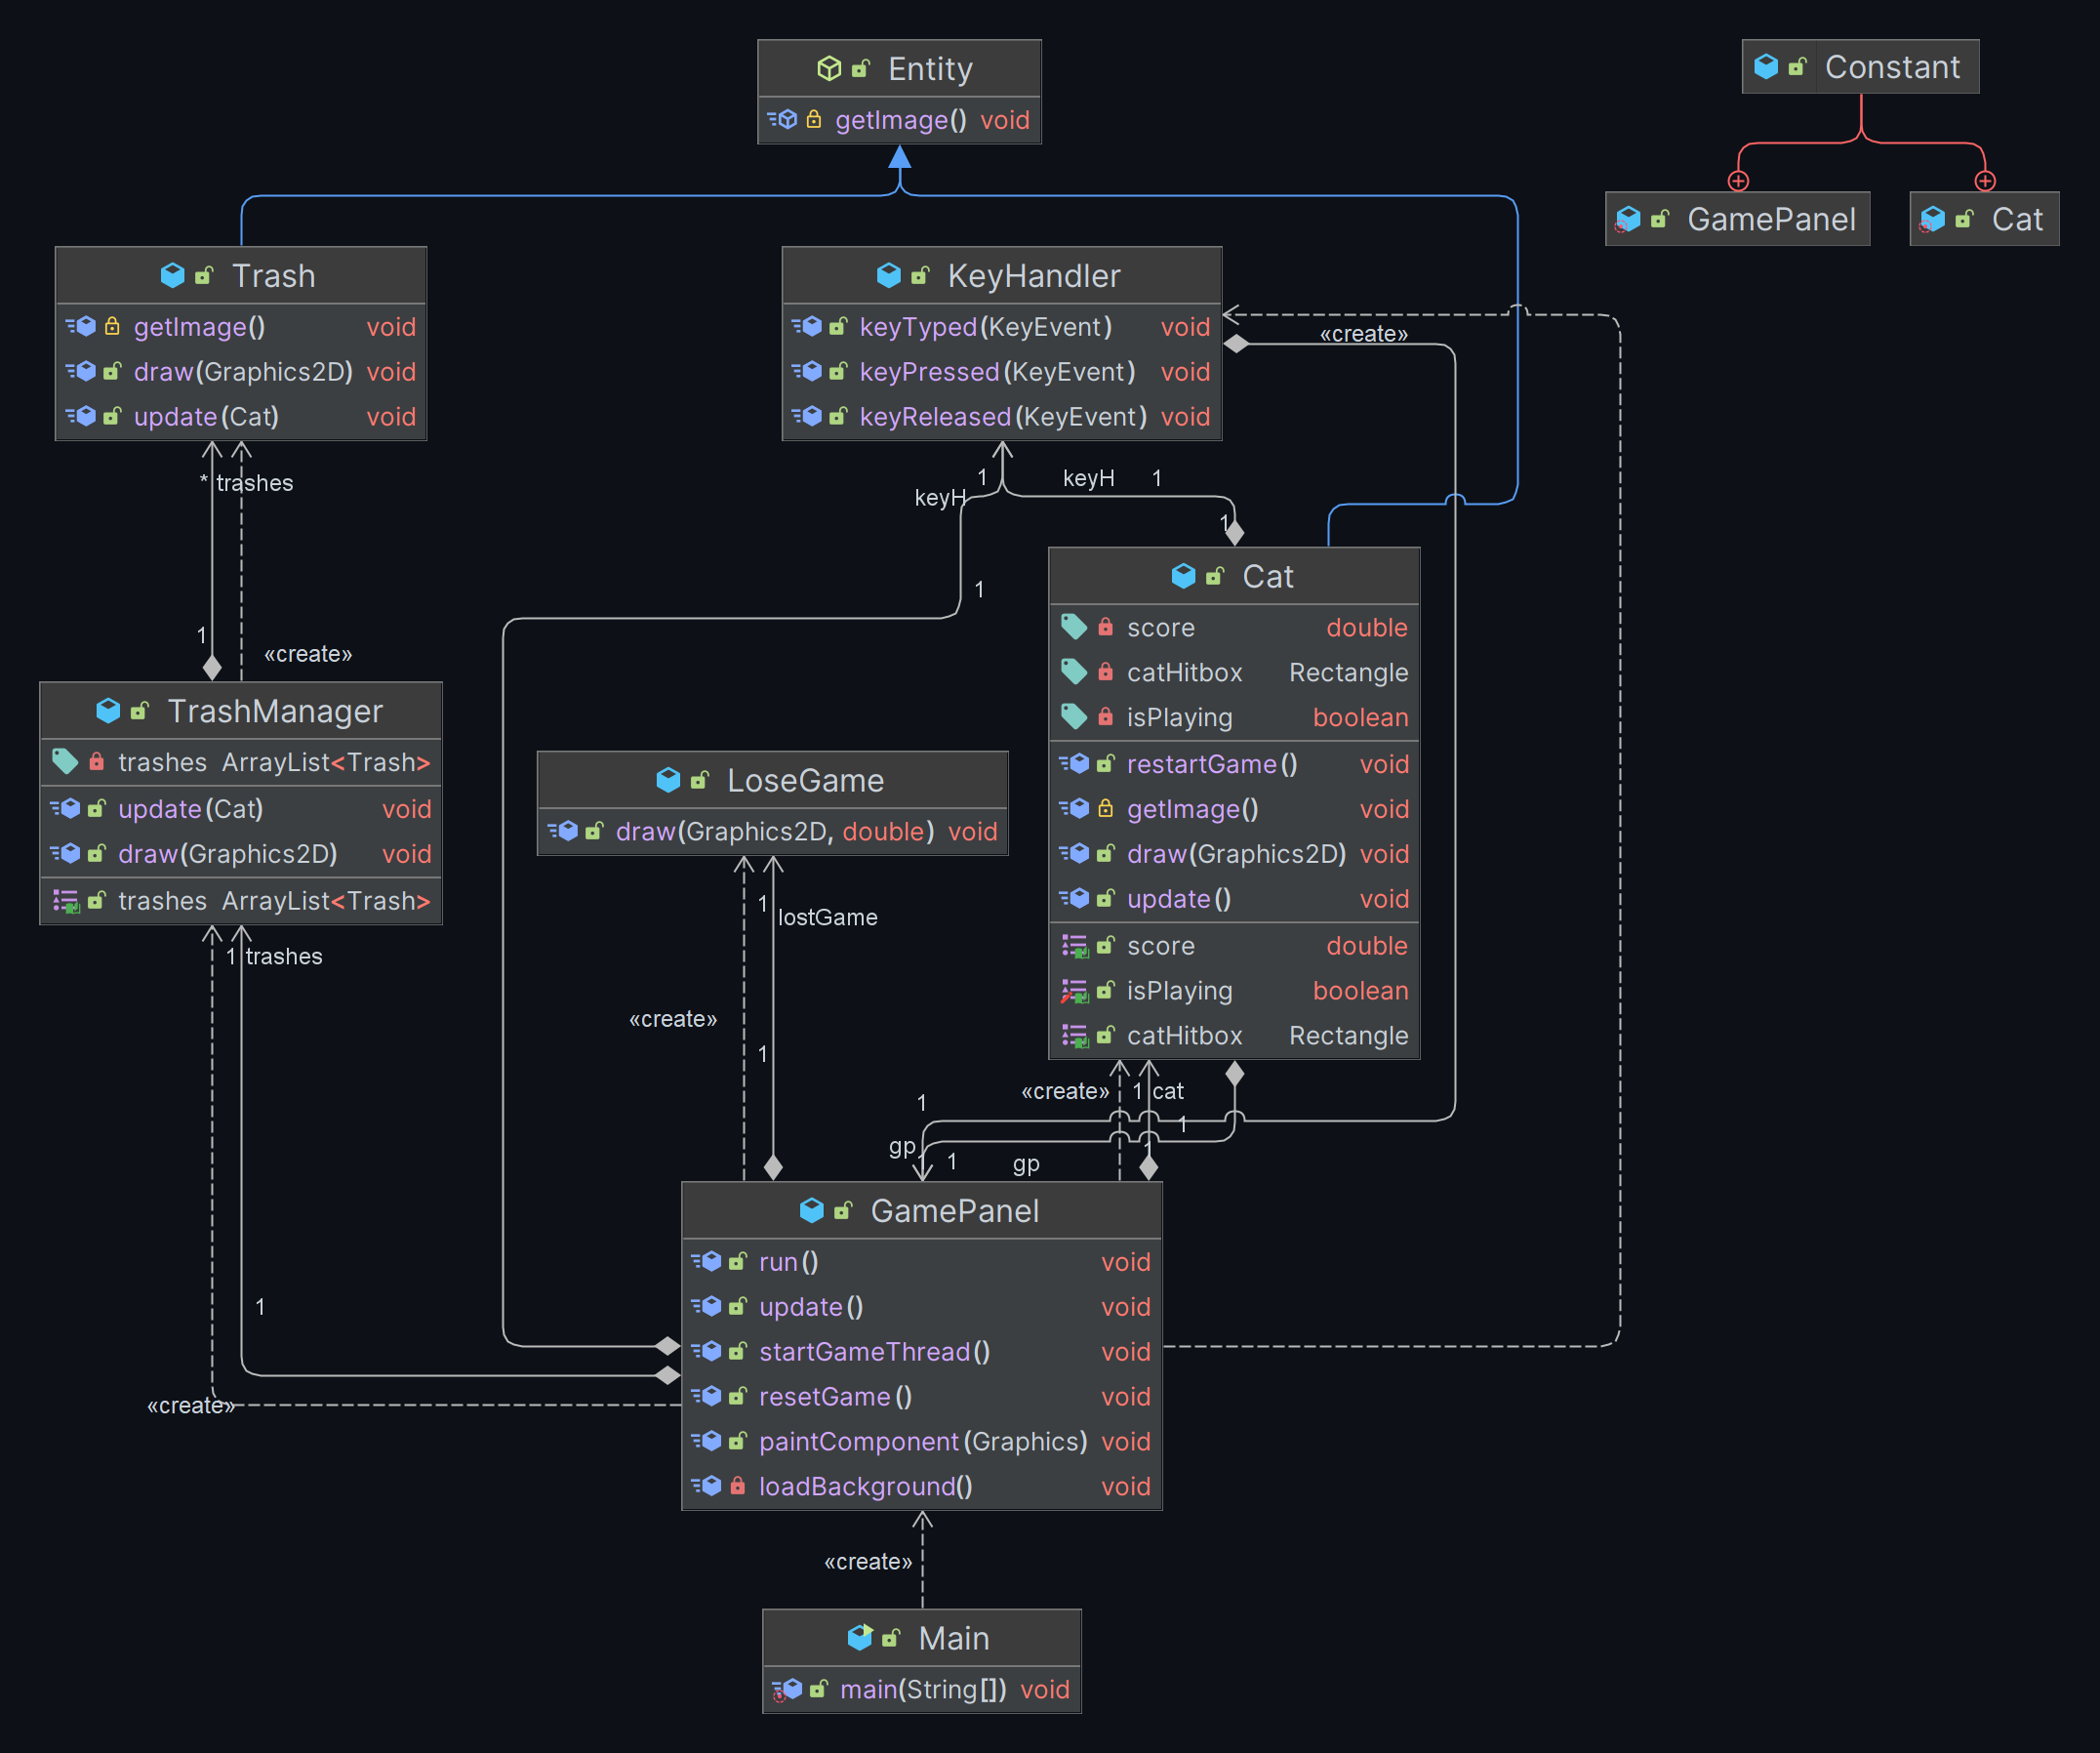 Entity
getImage() void
Constant
GamePanel
Cat
Trash
getImage() void
draw(Graphics2D) void
update(Cat) void
KeyHandler
keyTyped(KeyEvent) void
keyPressed(KeyEvent) void
keyReleased(KeyEvent) void
«create»
* trashes
1
keyH
keyH 1
1
1
1
«create»
Cat
score double
catHitbox Rectangle
isPlaying boolean
restartGame() void
getImage() void
draw(Graphics2D) void
update() void
score double
isPlaying boolean
catHitbox Rectangle
TrashManager
trashes ArrayList<Trash>
update(Cat) void
draw(Graphics2D) void
trashes ArrayList<Trash>
LoseGame
draw(Graphics2D, double) void
1 lostGame
1 trashes
«create»
1
«create» 1 cat
1
1
gp 1
1 gp
1
GamePanel
run() void
update() void
startGameThread() void
resetGame() void
paintComponent(Graphics) void
loadBackground() void
1
«create»
«create»
Main
main(String[]) void